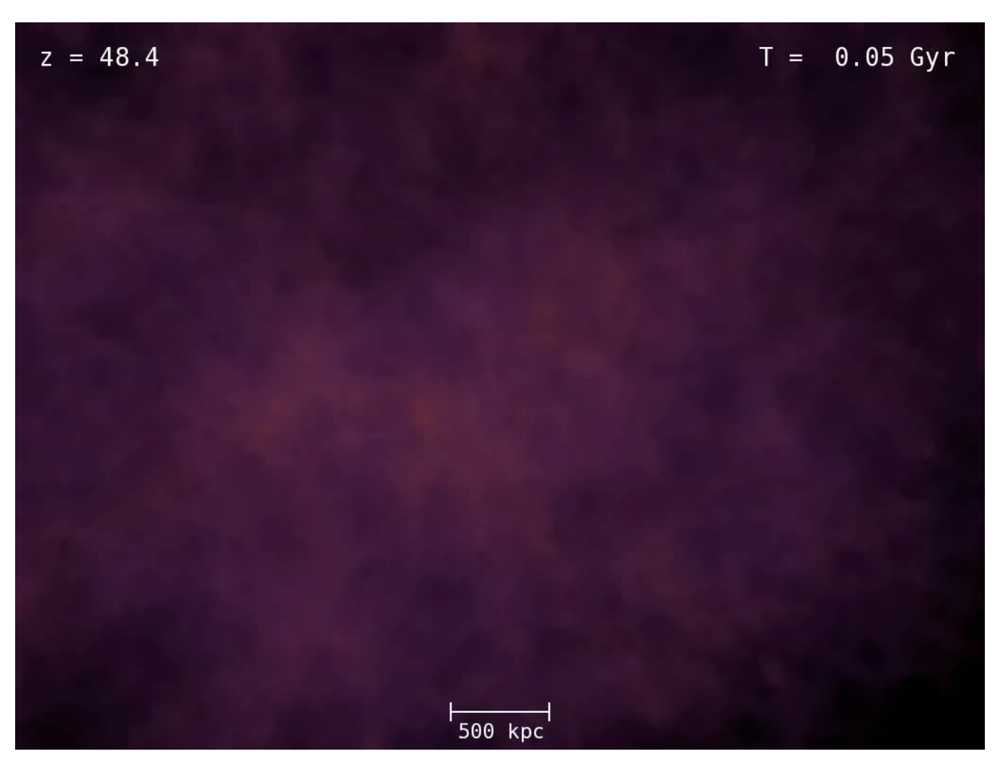 z = 48.4
T =  0.05 Gyr
500 kpc